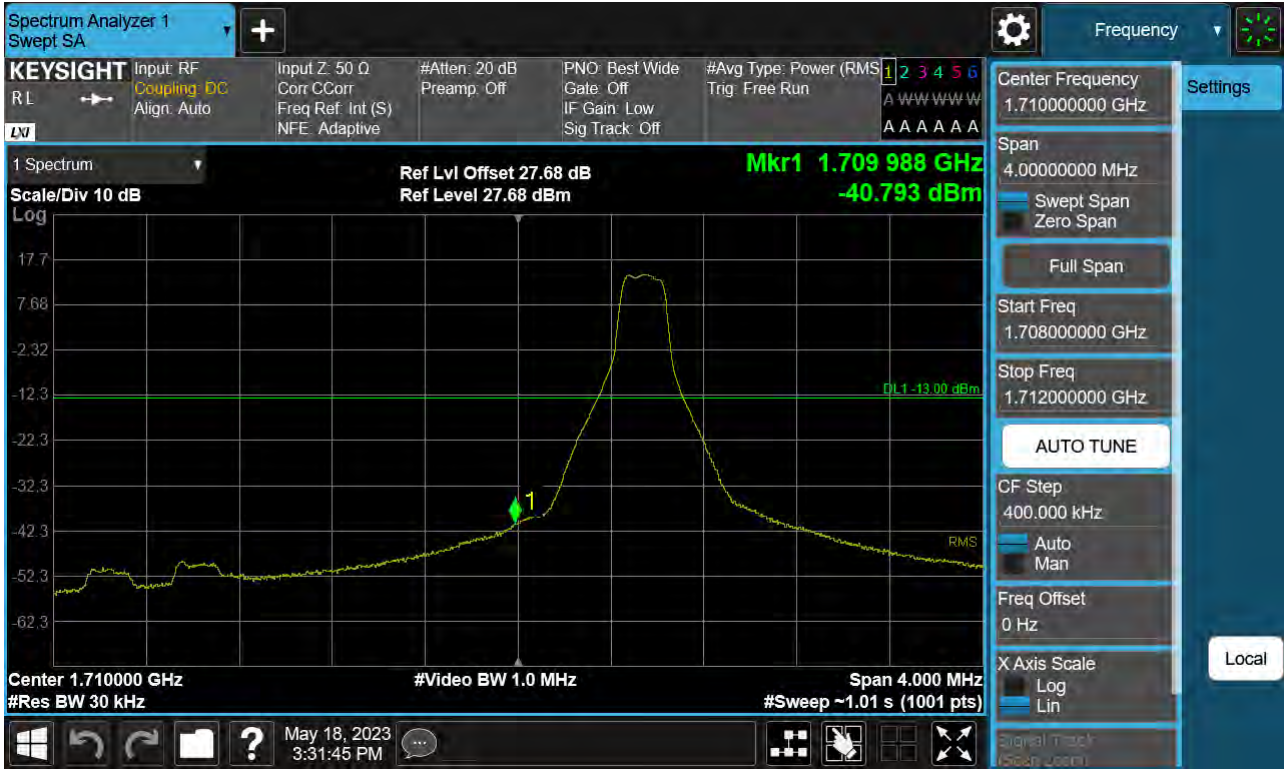 Spectrum Analyzer 1
Swept SA
+
Frequency
KEYSIGHT
RL
LXI
Input: RF
Coupling: DC
Align: Auto
Input Z: 50 Ω
Corr CCorr
Freq Ref: Int (S)
NFE: Adaptive
#Atten: 20 dB
Preamp: Off
PNO: Best Wide
Gate: Off
IF Gain: Low
Sig Track: Off
#Avg Type: Power (RMS
Trig: Free Run
1 2 3 4 5 6
A W W W W W
A A A A A A
1 Spectrum
Scale/Div 10 dB
Log
Ref Lvl Offset 27.68 dB
Ref Level 27.68 dBm
Mkr1 1.709 988 GHz
-40.793 dBm
17.7
7.68
-2.32
-12.3
-22.3
-32.3
-42.3
-52.3
-62.3
DL1 -13.00 dBm
1
RMS
Center 1.710000 GHz
#Res BW 30 kHz
#Video BW 1.0 MHz
Span 4.000 MHz
#Sweep ~1.01 s (1001 pts)
Center Frequency
1.710000000 GHz
Settings
Span
4.00000000 MHz
Swept Span
Zero Span
Full Span
Start Freq
1.708000000 GHz
Stop Freq
1.712000000 GHz
AUTO TUNE
CF Step
400.000 kHz
Auto
Man
Freq Offset
0 Hz
X Axis Scale
Log
Lin
Signal Track
(Span Zoom)
Local
?
May 18, 2023
3:31:45 PM